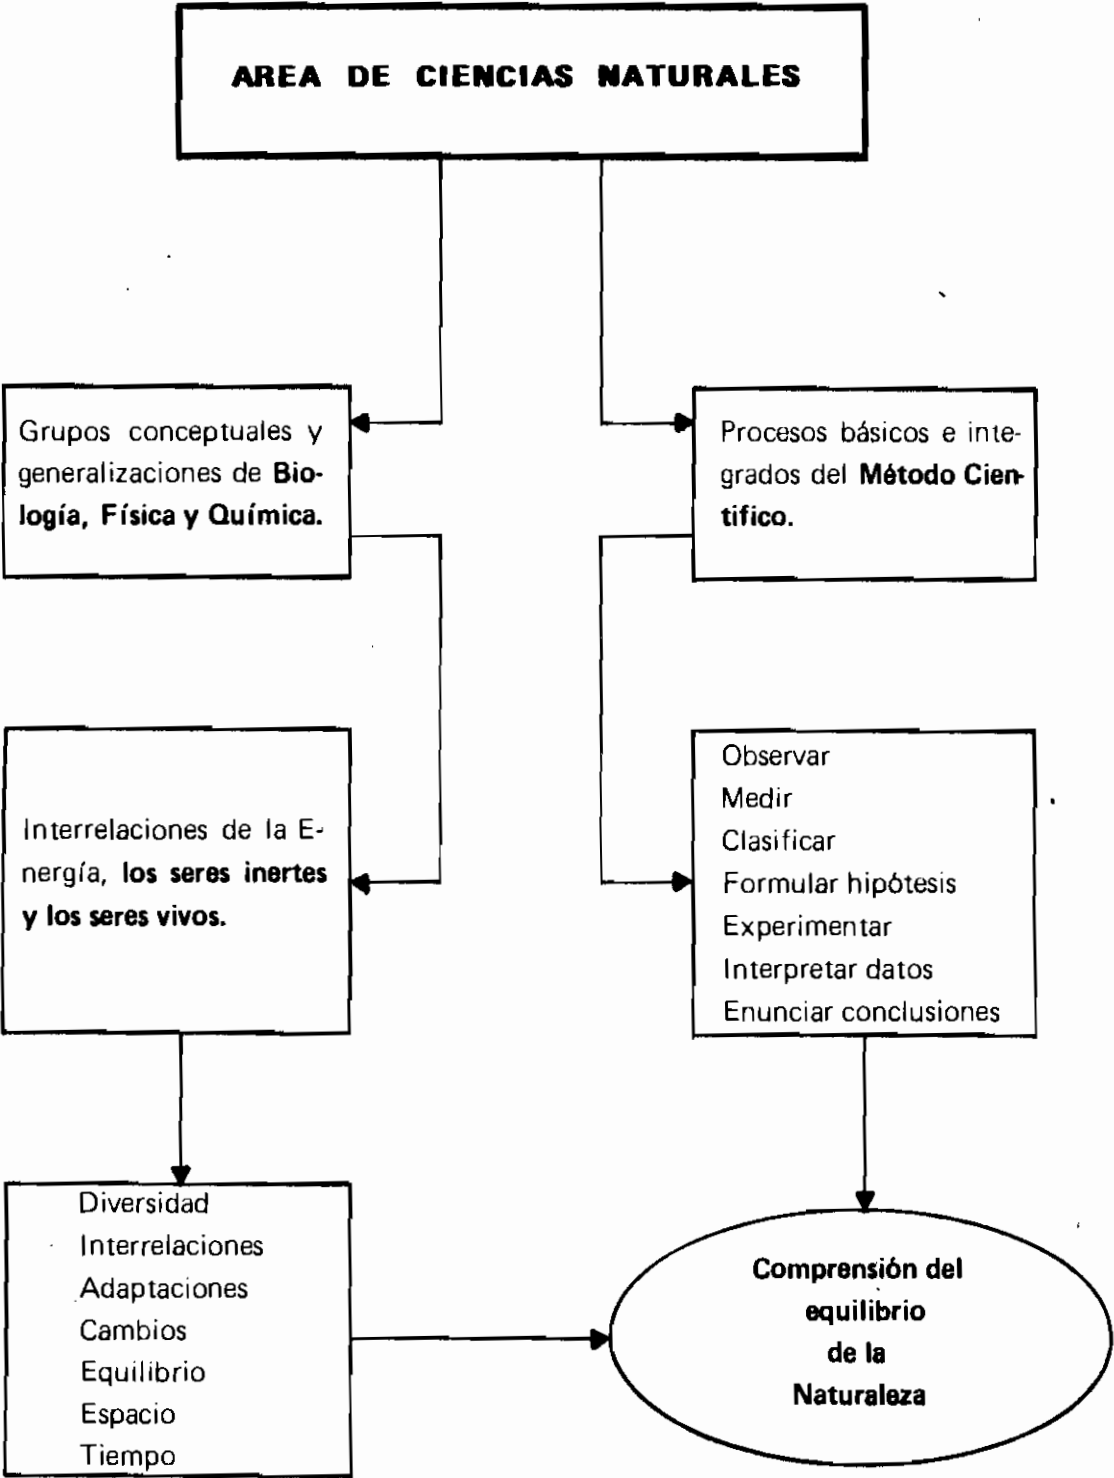 AREA DE CIENCIAS NATURALES
Grupos conceptuales y
generalizaciones de Bio-
logía, Física y Química.
Procesos básicos e inte-
grados del Método Cien-
tifico.
Interrelaciones de la E-
nergía, los seres inertes
y los seres vivos.
Observar
Medir
Clasificar
Formular hipótesis
Experimentar
Interpretar datos
Enunciar conclusiones
Diversidad
Interrelaciones
Adaptaciones
Cambios
Equilibrio
Espacio
Tiempo
Comprensión del
equilibrio
de la
Naturaleza